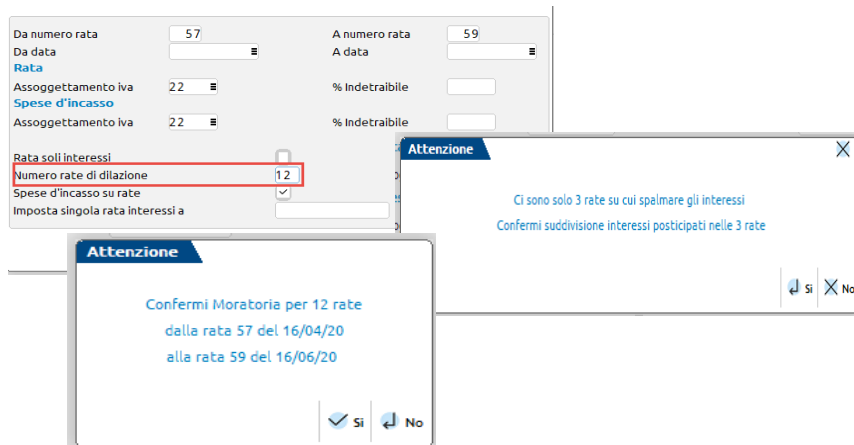 Da numero rata 57 A numero rata 59
Da data A data
Rata
Assoggettamento iva 22 % Indetraibile
Spese d'incasso
Assoggettamento iva 22 % Indetraibile
Rata soli interessi
Numero rate di dilazione 12
Spese d'incasso su rate
Imposta singola rata interessi a
Attenzione
Ci sono solo 3 rate su cui spalmare gli interessi
Confermi suddivisione interessi posticipati nelle 3 rate
Si No
Attenzione
Confermi Moratoria per 12 rate
dalla rata 57 del 16/04/20
alla rata 59 del 16/06/20
Si No